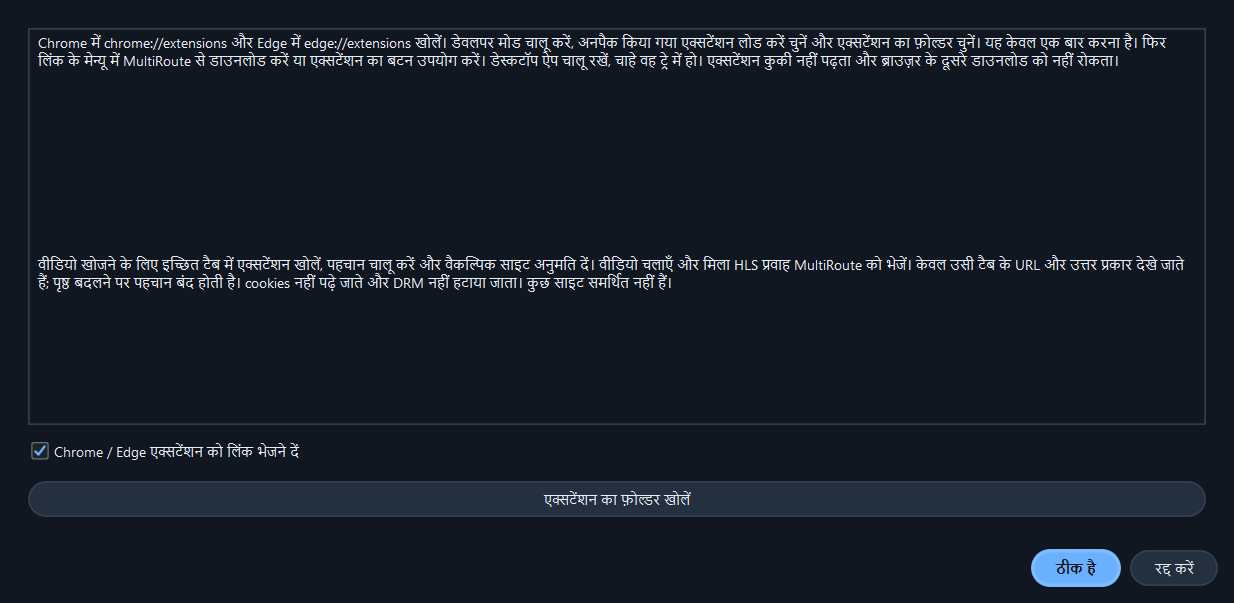 Chrome में chrome://extensions और Edge में edge://extensions खोलें। डेवलपर मोड चालू करें, अनपैक किया गया एक्सटेंशन लोड करें चुनें और एक्सटेंशन का फ़ोल्डर चुनें। यह केवल एक बार करना है। फिर
लिंक के मेन्यू में MultiRoute से डाउनलोड करें या एक्सटेंशन का बटन उपयोग करें। डेस्कटॉप ऐप चालू रखें, चाहे वह ट्रे में हो। एक्सटेंशन कुकी नहीं पढ़ता और ब्राउज़र के दूसरे डाउनलोड को नहीं रोकता।
वीडियो खोजने के लिए इच्छित टैब में एक्सटेंशन खोलें, पहचान चालू करें और वैकल्पिक साइट अनुमति दें। वीडियो चलाएँ और मिला HLS प्रवाह MultiRoute को भेजें। केवल उसी टैब के URL और उत्तर प्रकार देखे जाते
हैं; पृष्ठ बदलने पर पहचान बंद होती है। cookies नहीं पढ़े जाते और DRM नहीं हटाया जाता। कुछ साइट समर्थित नहीं हैं।
Chrome / Edge एक्सटेंशन को लिंक भेजने दें
एक्सटेंशन का फ़ोल्डर खोलें
ठीक है
रद्द करें